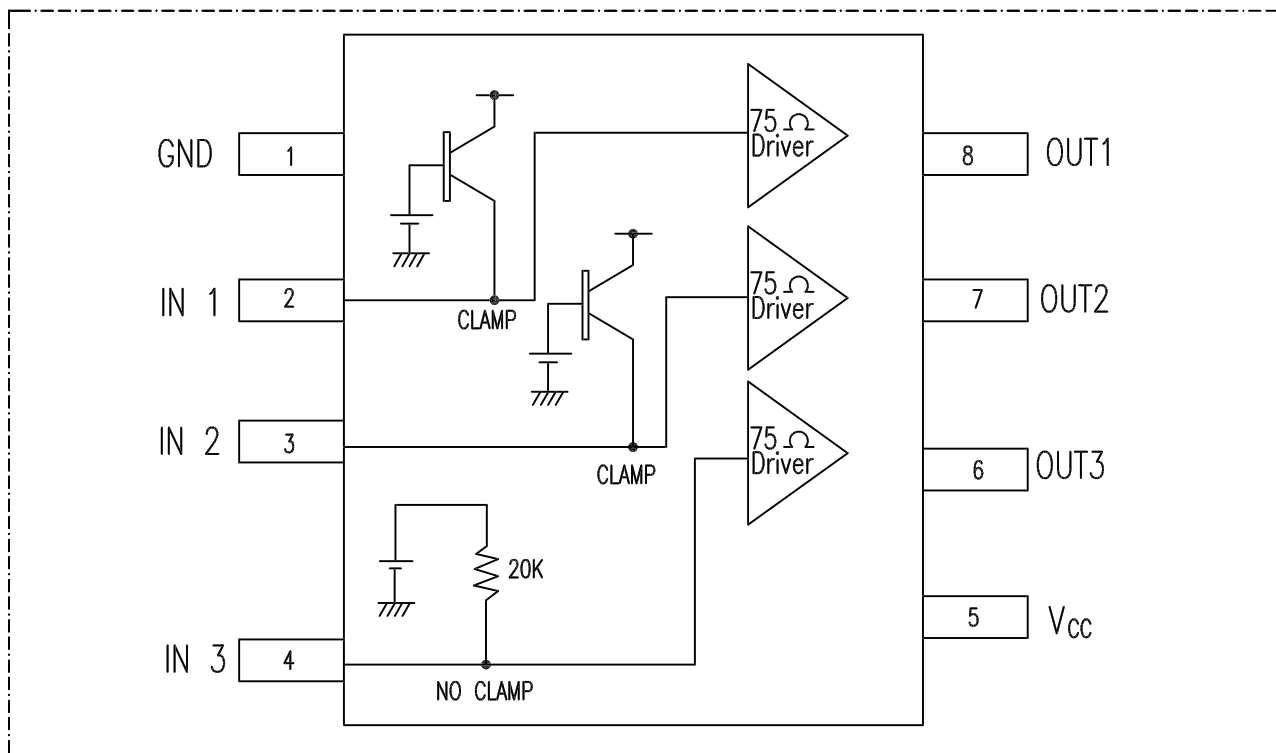 GND 1
75 Ω
Driver
8 OUT1
IN 1 2
CLAMP
75 Ω
Driver
7 OUT2
IN 2 3
CLAMP
75 Ω
Driver
6 OUT3
20K
5 VCC
IN 3 4
NO CLAMP